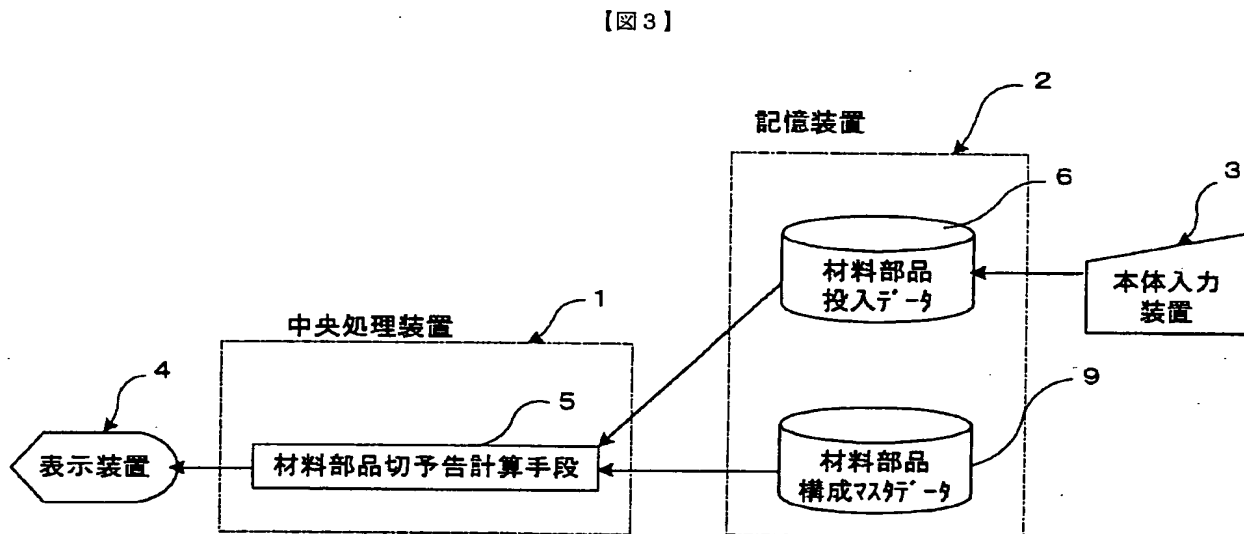 【図3】
2
記憶装置
6
3
材料部品
投入データ
本体入力
装置
1
中央処理装置
4
5
9
表示装置
材料部品切予告計算手段
材料部品
構成マスタデータ